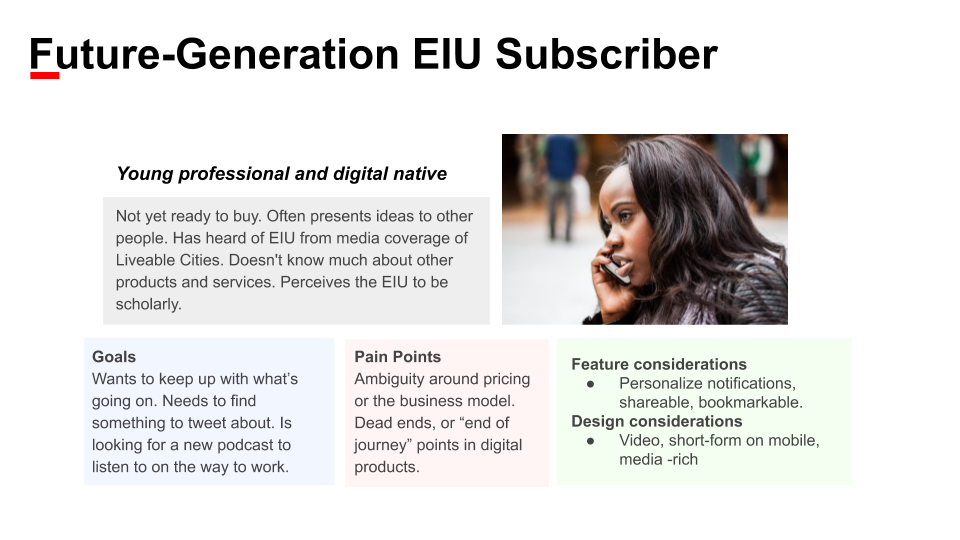 Future-Generation EIU Subscriber
Young professional and digital native
Not yet ready to buy. Often presents ideas to other
people. Has heard of EIU from media coverage of
Liveable Cities. Doesn't know much about other
products and services. Perceives the EIU to be
scholarly.
Goals
Wants to keep up with what’s
going on. Needs to find
something to tweet about. Is
looking for a new podcast to
listen to on the way to work.
Pain Points
Ambiguity around pricing
or the business model.
Dead ends, or “end of
journey” points in digital
products.
Feature considerations
● Personalize notifications,
shareable, bookmarkable.
Design considerations
● Video, short-form on mobile,
media -rich